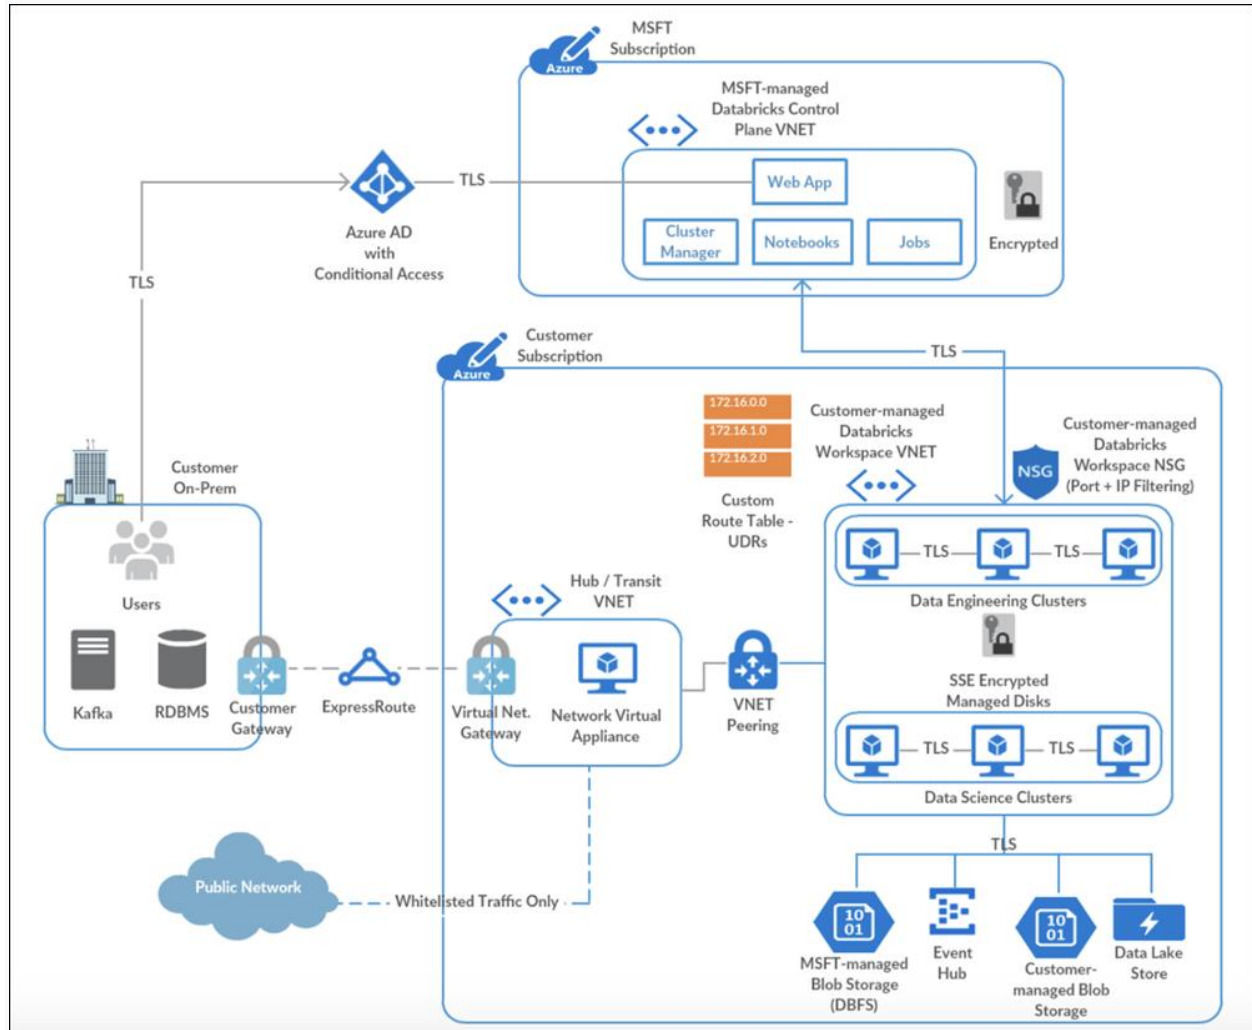 MSFT
Subscription
Azure
MSFT-managed
Databricks Control
Plane VNET
Web App
TLS
Cluster
Manager
Notebooks
Jobs
Encrypted
Azure AD
with
Conditional Access
TLS
Customer
Subscription
Azure
TLS
172.16.0.0
172.16.1.0
172.16.2.0
Custom
Route Table -
UDRs
Customer-managed
Databricks
Workspace VNET
Customer-managed
Databricks
Workspace NSG
(Port + IP Filtering)
NSG
Customer
On-Prem
Users
Kafka
RDBMS
Customer
Gateway
ExpressRoute
Hub / Transit
VNET
Virtual Net.
Gateway
Network Virtual
Appliance
VNET
Peering
TLS
TLS
Data Engineering Clusters
SSE Encrypted
Managed Disks
TLS
TLS
Data Science Clusters
TLS
Public Network
Whitelisted Traffic Only
10
01
MSFT-managed
Blob Storage
(DBFS)
Event
Hub
10
01
Customer-
managed Blob
Storage
Data Lake
Store